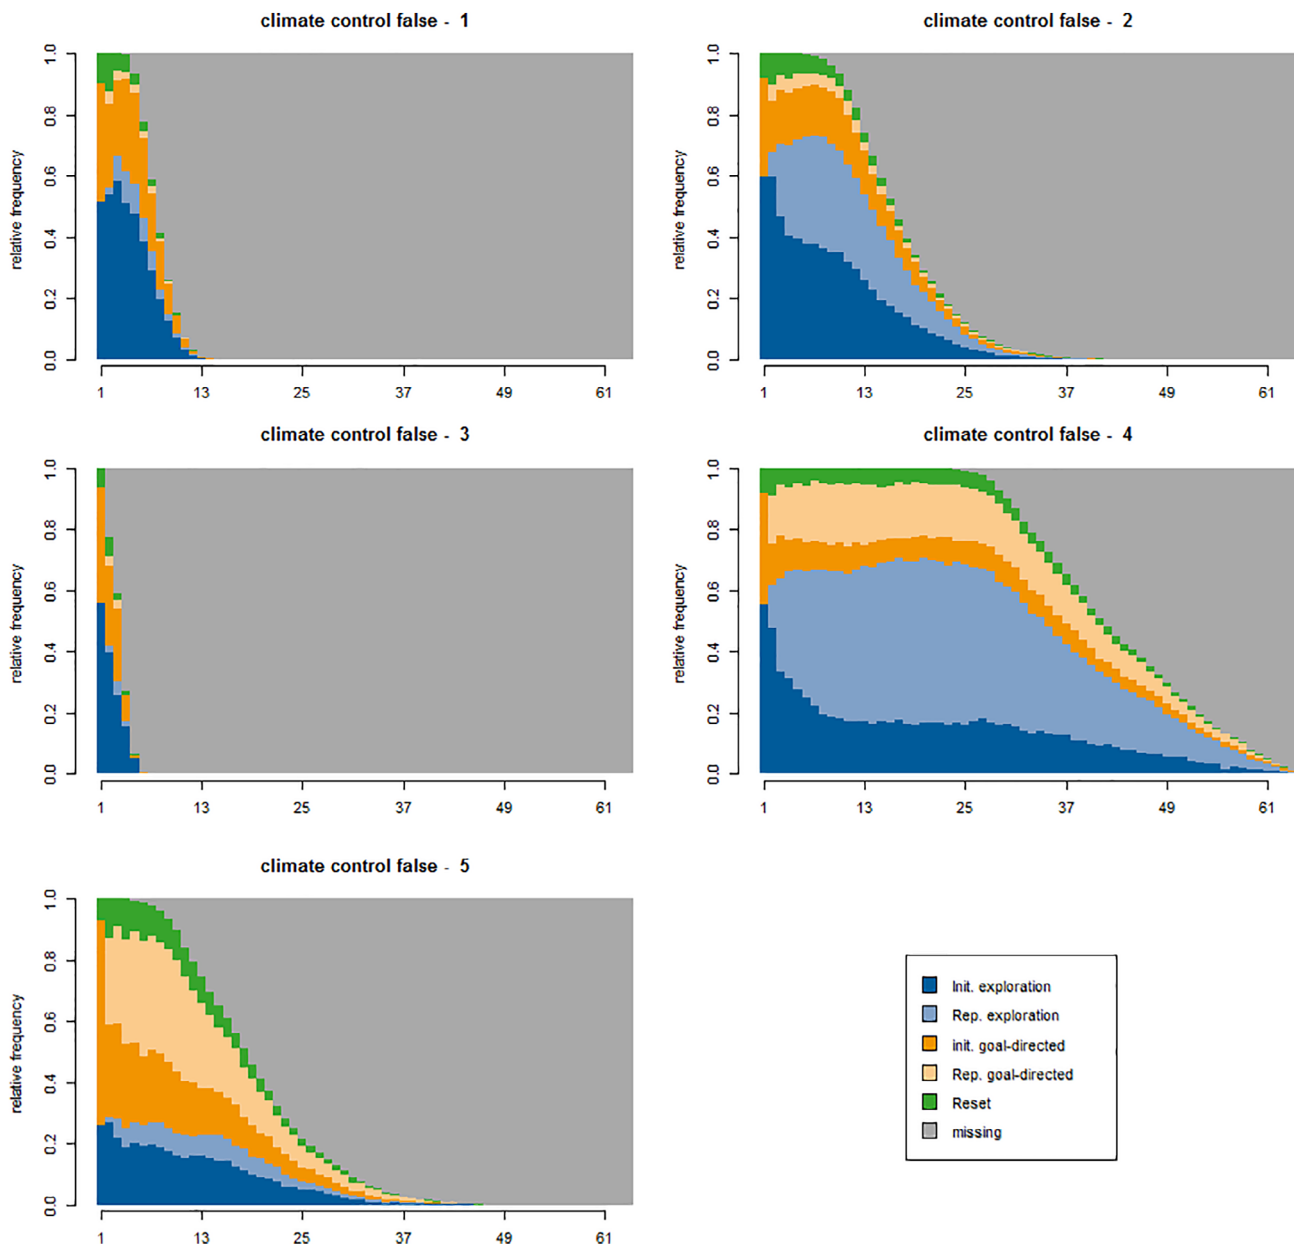 climate control false - 1
relative frequency
0.0 0.2 0.4 0.6 0.8 1.0
1 13 25 37 49 61
climate control false - 2
relative frequency
0.0 0.2 0.4 0.6 0.8 1.0
1 13 25 37 49 61
climate control false - 3
relative frequency
0.0 0.2 0.4 0.6 0.8 1.0
1 13 25 37 49 61
climate control false - 4
relative frequency
0.0 0.2 0.4 0.6 0.8 1.0
1 13 25 37 49 61
climate control false - 5
relative frequency
0.0 0.2 0.4 0.6 0.8 1.0
1 13 25 37 49 61
Init. exploration
Rep. exploration
init. goal-directed
Rep. goal-directed
Reset
missing